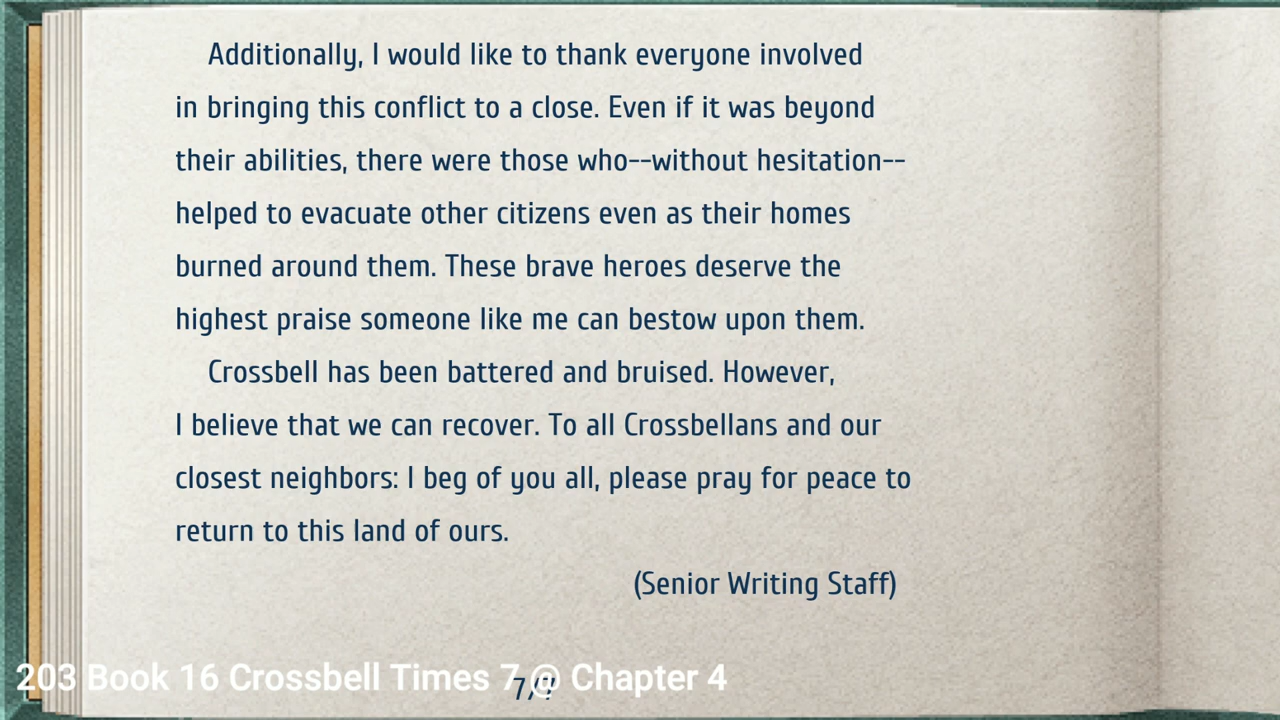 Additionally, I would like to thank everyone involved
in bringing this conflict to a close. Even if it was beyond
their abilities, there were those who--without hesitation--
helped to evacuate other citizens even as their homes
burned around them. These brave heroes deserve the
highest praise someone like me can bestow upon them.
Crossbell has been battered and bruised. However,
I believe that we can recover. To all Crossbellans and our
closest neighbors: I beg of you all, please pray for peace to
return to this land of ours.
(Senior Writing Staff)
203 Book 16 Crossbell Times 7 @ Chapter 4
7/7